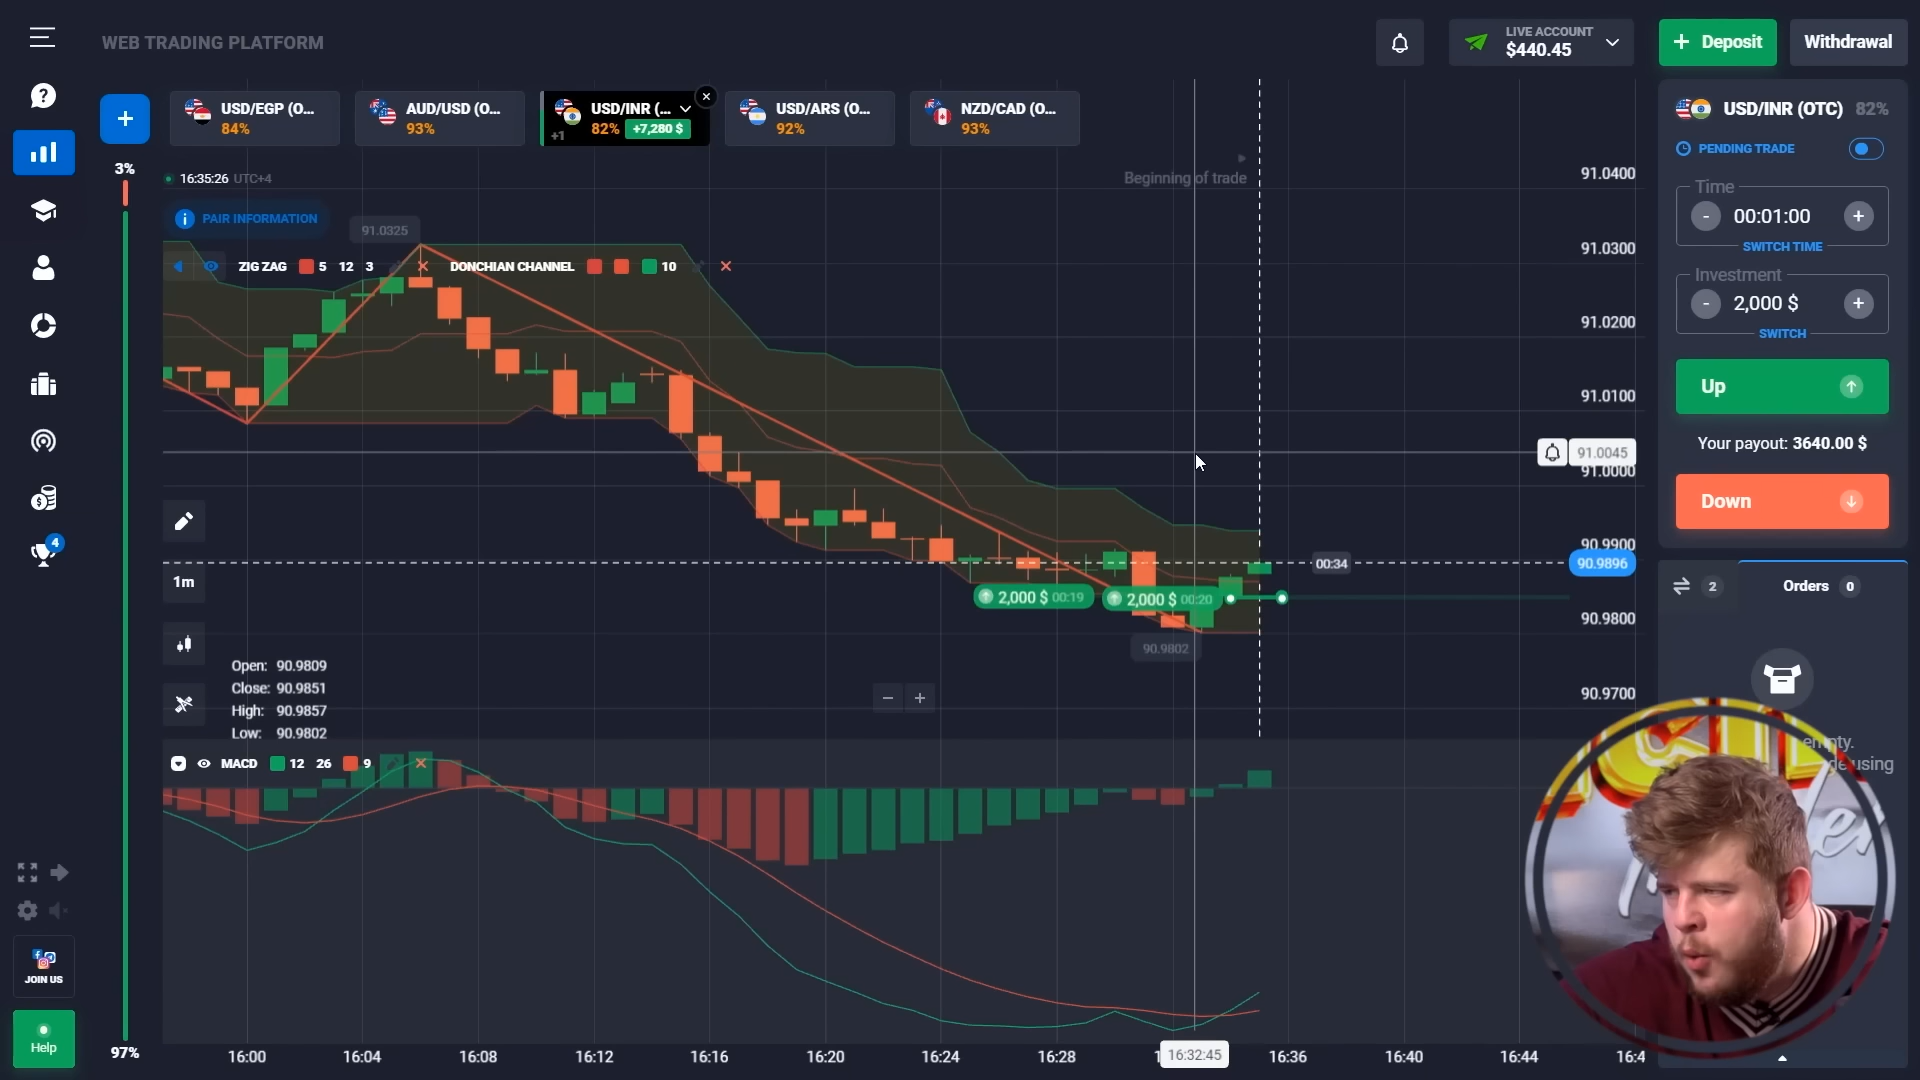 WEB TRADING PLATFORM
LIVE ACCOUNT
$440.45
+ Deposit
Withdrawal
USD/EGP (O...
84%
AUD/USD (O...
93%
USD/INR (...
+1
82%
+7,280 $
USD/ARS (O...
92%
NZD/CAD (O...
93%
3%
16:35:26 UTC+4
PAIR INFORMATION
91.0325
Beginning of trade
ZIG ZAG 5 12 3
DONCHIAN CHANNEL 10
91.0400
91.0300
91.0200
91.0100
91.0045
91.0000
90.9900
90.9896
90.9800
90.9700
00:34
2,000 $ 00:19
2,000 $ 00:20
90.9802
1m
Open: 90.9809
Close: 90.9851
High: 90.9857
Low: 90.9802
MACD 12 26 9
97%
16:00
16:04
16:08
16:12
16:16
16:20
16:24
16:28
16:32:45
16:36
16:40
16:44
16:4
USD/INR (OTC) 82%
PENDING TRADE
Time
- 00:01:00 +
SWITCH TIME
Investment
- 2,000 $ +
SWITCH
Up
Your payout: 3640.00 $
Down
2
Orders 0
empty.
using
4
JOIN US
Help